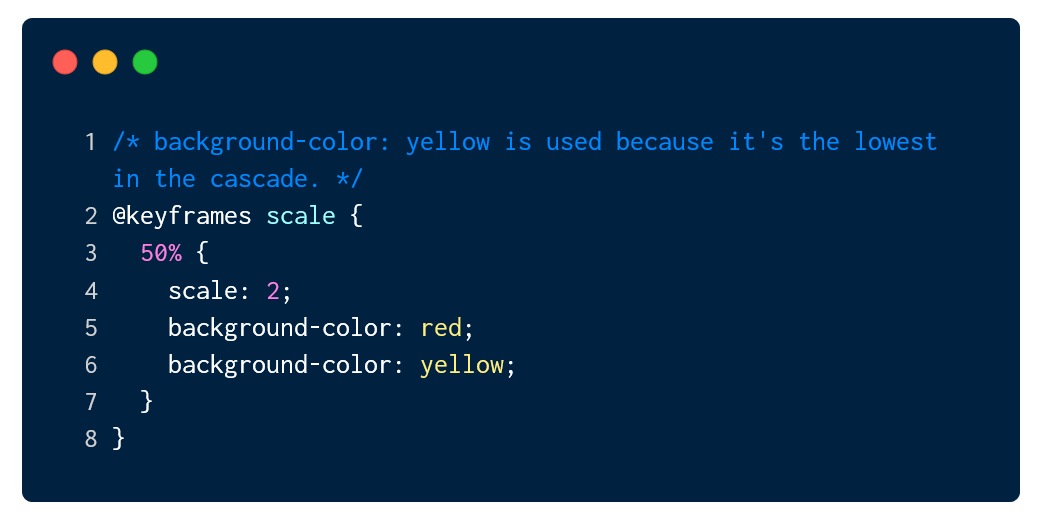 1 /* background-color: yellow is used because it's the lowest
in the cascade. */
2 @keyframes scale {
3   50% {
4     scale: 2;
5     background-color: red;
6     background-color: yellow;
7   }
8 }